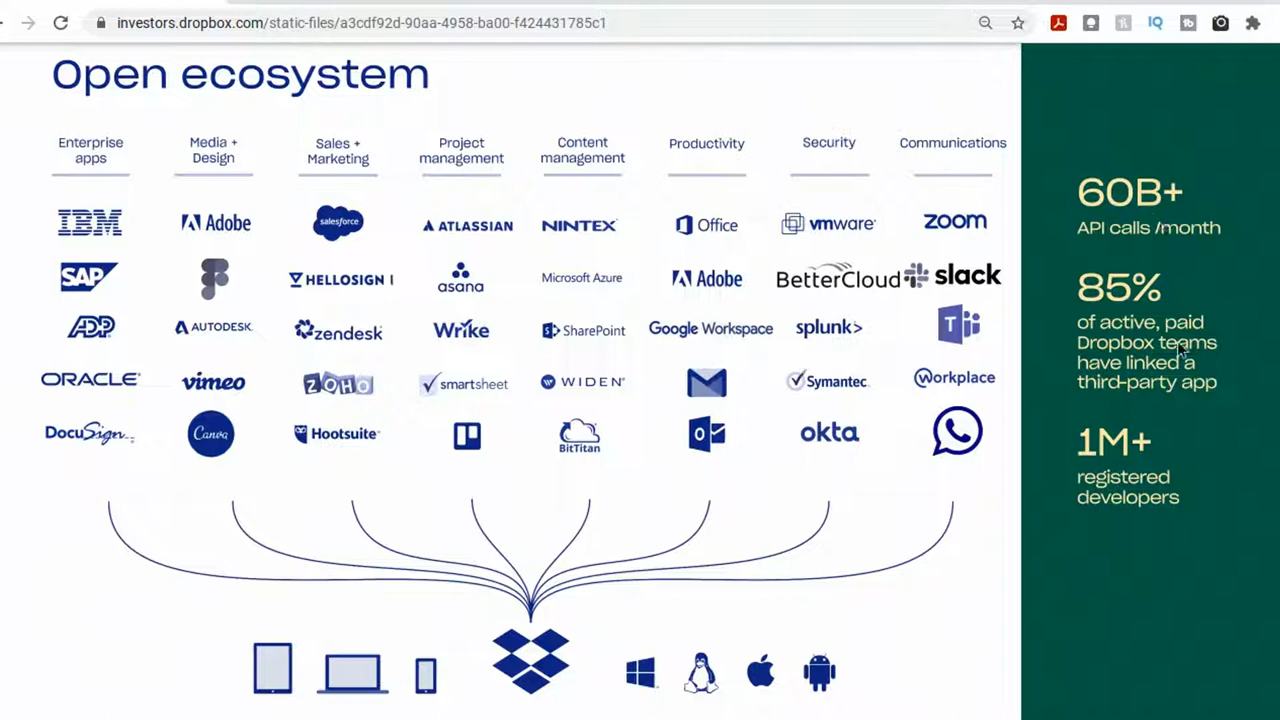 investors.dropbox.com/static-files/a3cdf92d-90aa-4958-ba00-f424431785c1
Open ecosystem
Enterprise
apps
Media +
Design
Sales +
Marketing
Project
management
Content
management
Productivity
Security
Communications
IBM
Adobe
salesforce
ATLASSIAN
NINTEX
Office
vmware
zoom
SAP
HELLOSIGN
asana
Microsoft Azure
Adobe
BetterCloud
slack
ADP
AUTODESK
zendesk
Wrike
SharePoint
Google Workspace
splunk>
T
ORACLE
vimeo
ZOHO
smartsheet
WIDEN
Symantec
workplace
DocuSign
Canva
Hootsuite
BitTitan
O
okta
60B+
API calls /month
85%
of active, paid
Dropbox teams
have linked a
third-party app
1M+
registered
developers